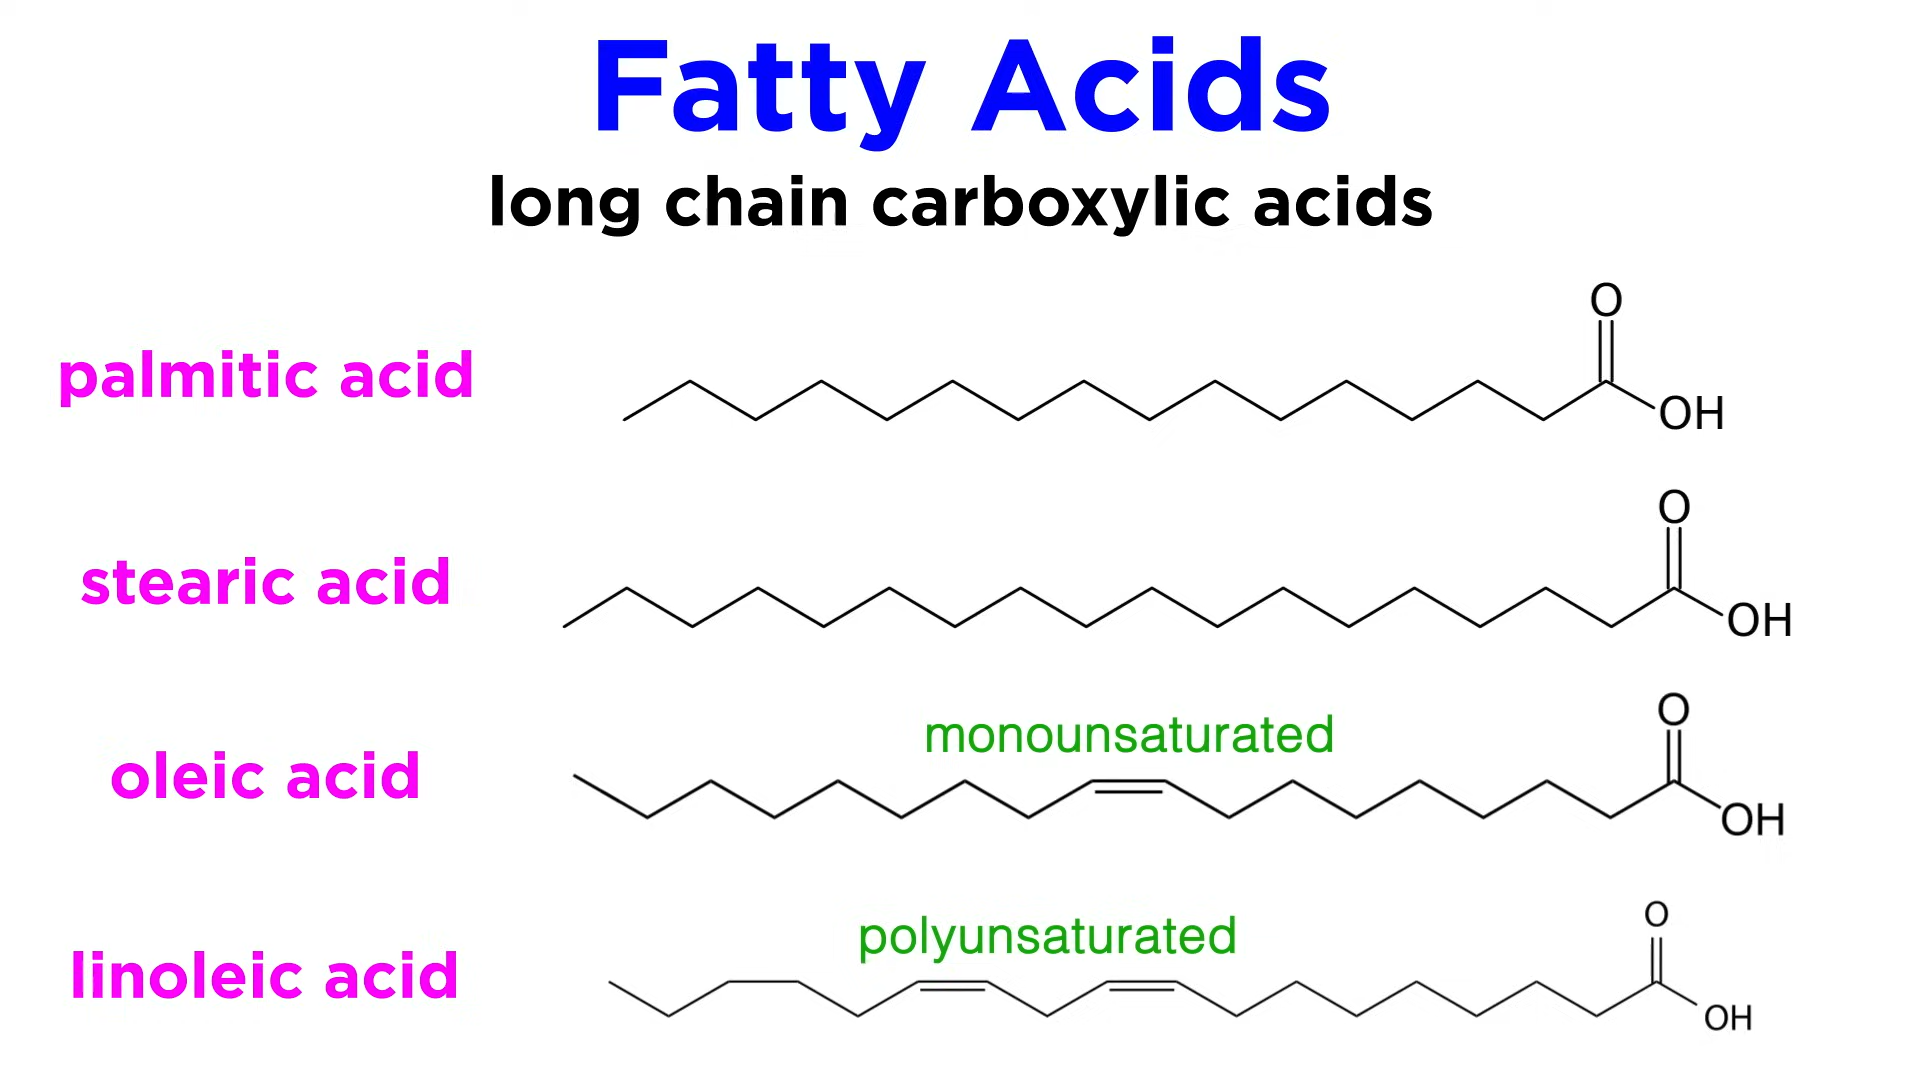 Fatty Acids
long chain carboxylic acids
palmitic acid
O
OH
stearic acid
O
OH
oleic acid
monounsaturated
O
OH
linoleic acid
polyunsaturated
O
OH